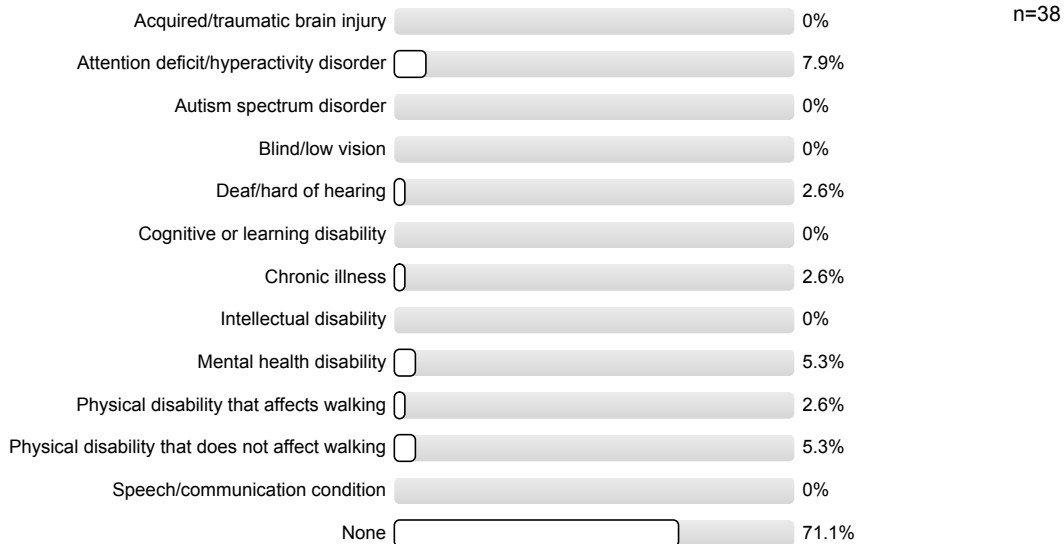 n=38
Acquired/traumatic brain injury 0%
Attention deficit/hyperactivity disorder 7.9%
Autism spectrum disorder 0%
Blind/low vision 0%
Deaf/hard of hearing 2.6%
Cognitive or learning disability 0%
Chronic illness 2.6%
Intellectual disability 0%
Mental health disability 5.3%
Physical disability that affects walking 2.6%
Physical disability that does not affect walking 5.3%
Speech/communication condition 0%
None 71.1%